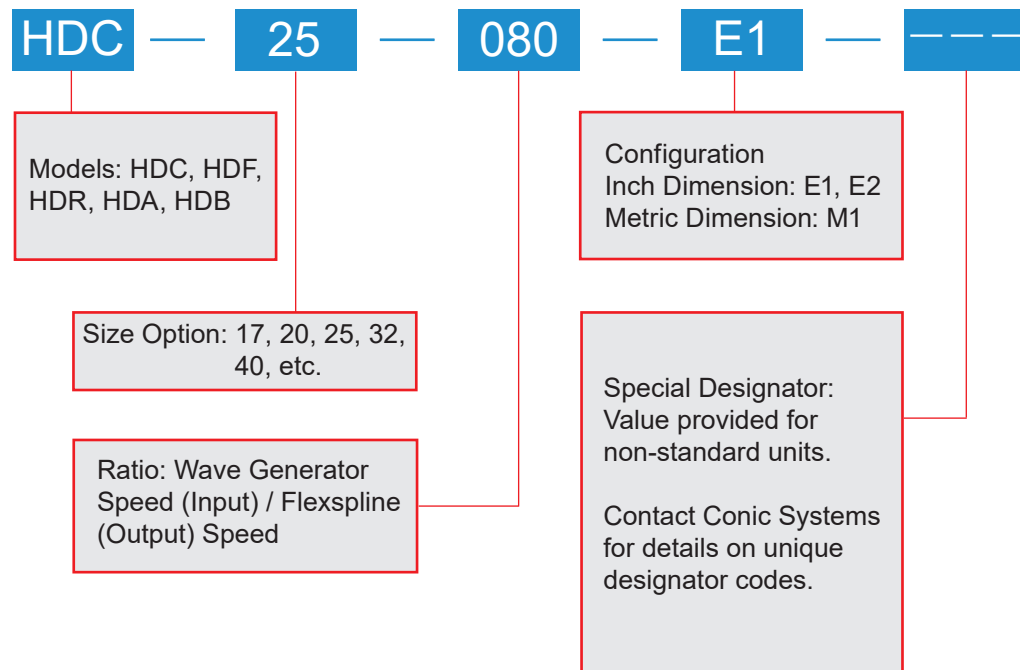 HDC — 25 — 080 — E1 — — — —
Models: HDC, HDF,
HDR, HDA, HDB
Configuration
Inch Dimension: E1, E2
Metric Dimension: M1
Size Option: 17, 20, 25, 32,
40, etc.
Ratio: Wave Generator
Speed (Input) / Flexspline
(Output) Speed
Special Designator:
Value provided for
non-standard units.
Contact Conic Systems
for details on unique
designator codes.